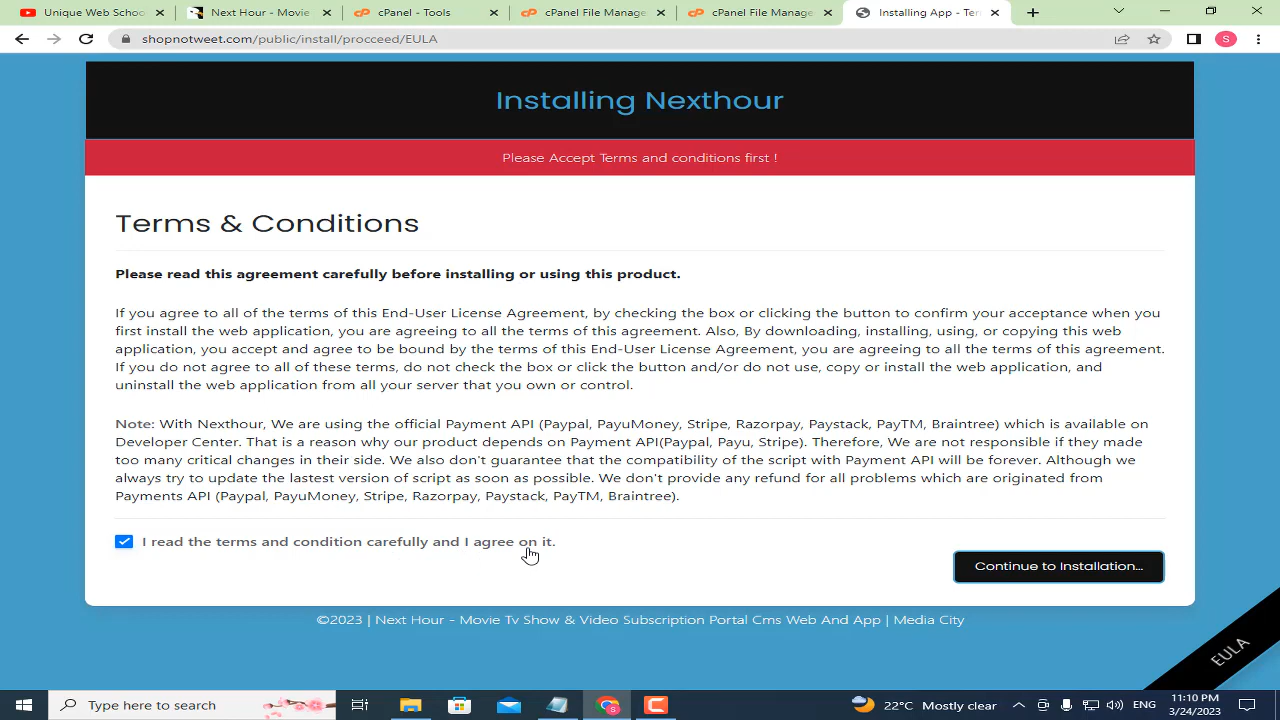 Unique Web Schoo
Next Hour - Movie
cPanel - Tools
cPanel File Manage
cPanel File Manage
Installing App - Ter
shopnotweet.com/public/install/procceed/EULA
S
Installing Nexthour
Please Accept Terms and conditions first !
Terms & Conditions
Please read this agreement carefully before installing or using this product.
If you agree to all of the terms of this End-User License Agreement, by checking the box or clicking the button to confirm your acceptance when you
first install the web application, you are agreeing to all the terms of this agreement. Also, By downloading, installing, using, or copying this web
application, you accept and agree to be bound by the terms of this End-User License Agreement, you are agreeing to all the terms of this agreement.
If you do not agree to all of these terms, do not check the box or click the button and/or do not use, copy or install the web application, and
uninstall the web application from all your server that you own or control.
Note: With Nexthour, We are using the official Payment API (Paypal, PayuMoney, Stripe, Razorpay, Paystack, PayTM, Braintree) which is available on
Developer Center. That is a reason why our product depends on Payment API(Paypal, Payu, Stripe). Therefore, We are not responsible if they made
too many critical changes in their side. We also don't guarantee that the compatibility of the script with Payment API will be forever. Although we
always try to update the lastest version of script as soon as possible. We don't provide any refund for all problems which are originated from
Payments API (Paypal, PayuMoney, Stripe, Razorpay, Paystack, PayTM, Braintree).
I read the terms and condition carefully and I agree on it.
Continue to Installation...
©2023 | Next Hour - Movie Tv Show & Video Subscription Portal Cms Web And App | Media City
EULA
Type here to search
22°C Mostly clear
ENG
11:10 PM
3/24/2023